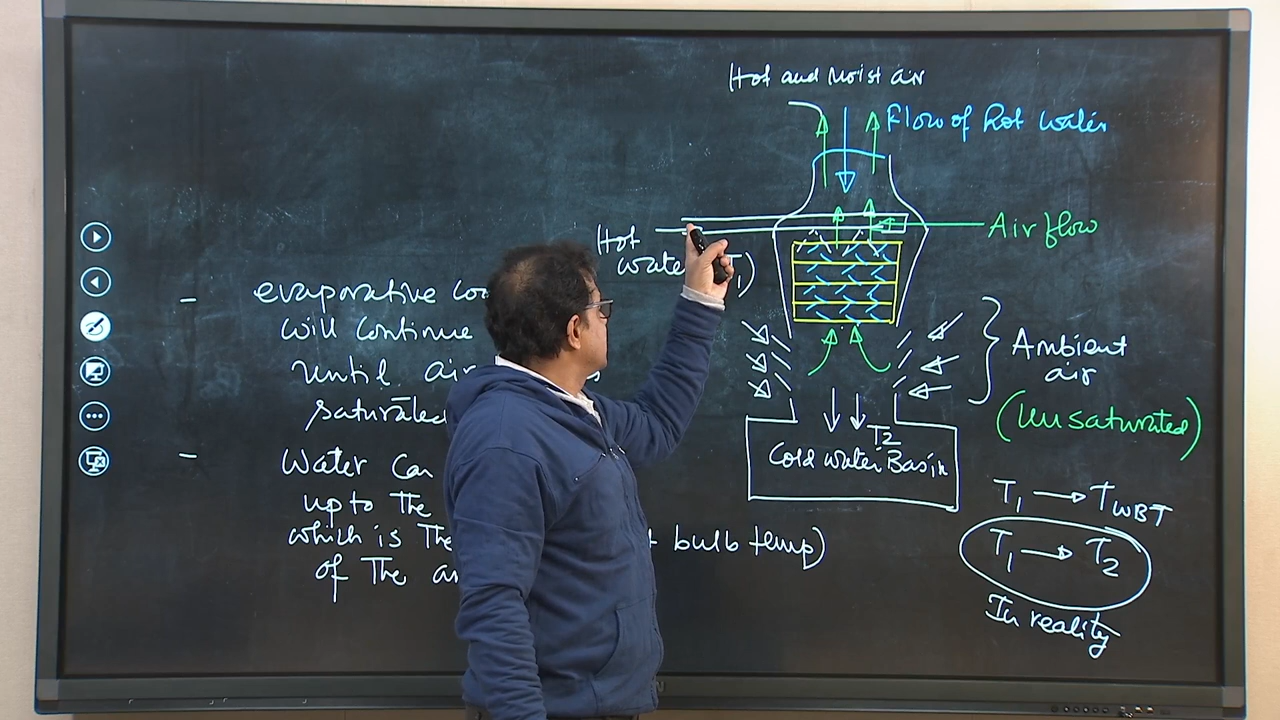 Hot and Moist air
Flow of hot water
Air flow
Hot
water T1)
- evaporative
will continue
until air
saturated
- Water Can
up to the
which is The bulb temp)
of The
Ambient
air
(Unsaturated)
T2
Cold water Basin
T1 → TWBT
T1 → T2
In reality